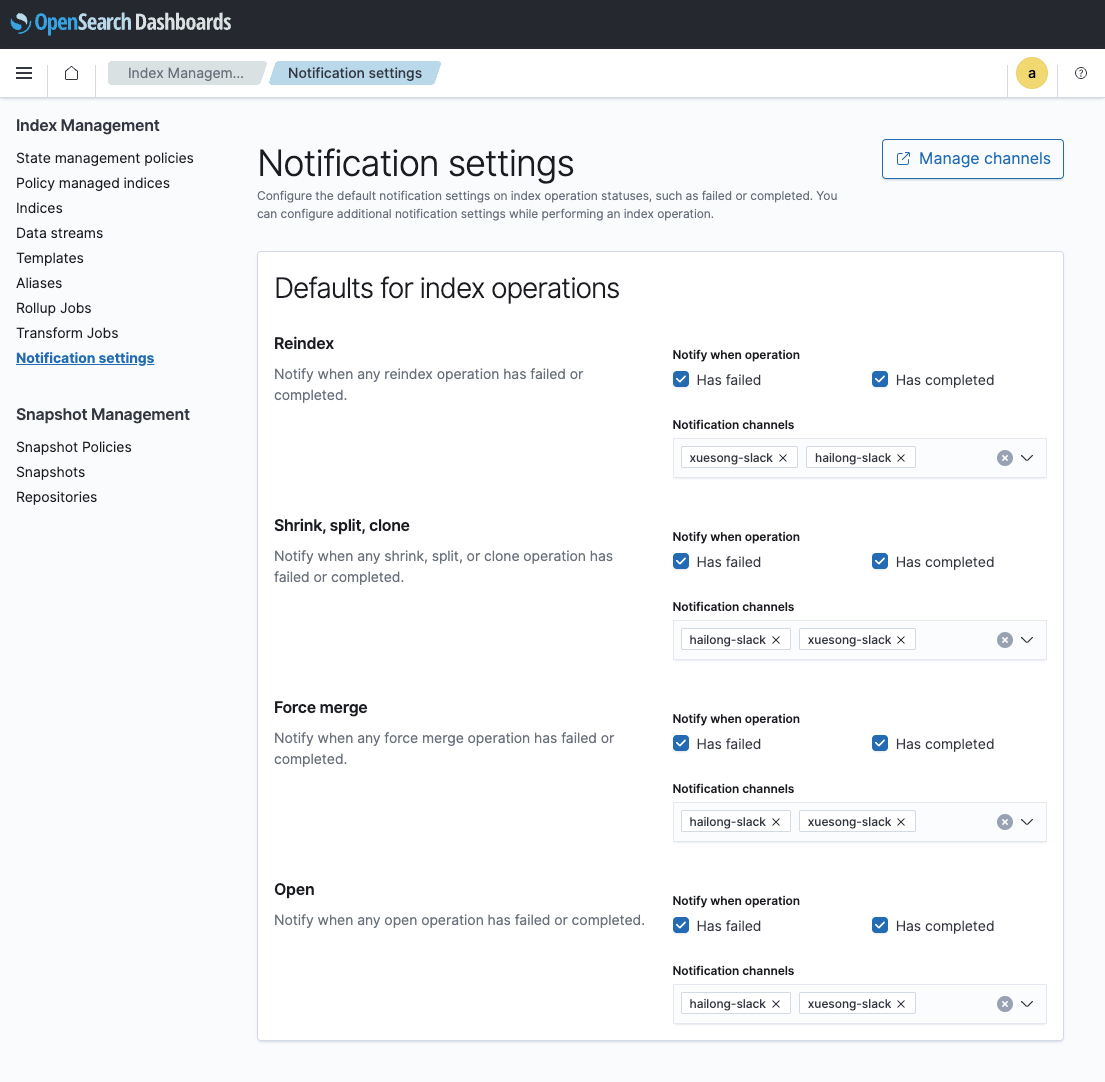 OpenSearch Dashboards
Index Managem...
Notification settings
a
Index Management
State management policies
Policy managed indices
Indices
Data streams
Templates
Aliases
Rollup Jobs
Transform Jobs
Notification settings
Snapshot Management
Snapshot Policies
Snapshots
Repositories
Notification settings
Manage channels
Configure the default notification settings on index operation statuses, such as failed or completed. You
can configure additional notification settings while performing an index operation.
Defaults for index operations
Reindex
Notify when any reindex operation has failed or
completed.
Notify when operation
Has failed
Has completed
Notification channels
xuesong-slack
hailong-slack
Shrink, split, clone
Notify when any shrink, split, or clone operation has
failed or completed.
Notify when operation
Has failed
Has completed
Notification channels
hailong-slack
xuesong-slack
Force merge
Notify when any force merge operation has failed or
completed.
Notify when operation
Has failed
Has completed
Notification channels
hailong-slack
xuesong-slack
Open
Notify when any open operation has failed or completed.
Notify when operation
Has failed
Has completed
Notification channels
hailong-slack
xuesong-slack